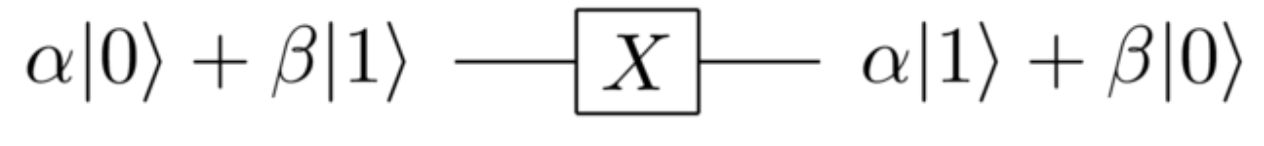 α|0⟩ + β|1⟩ X α|1⟩ + β|0⟩